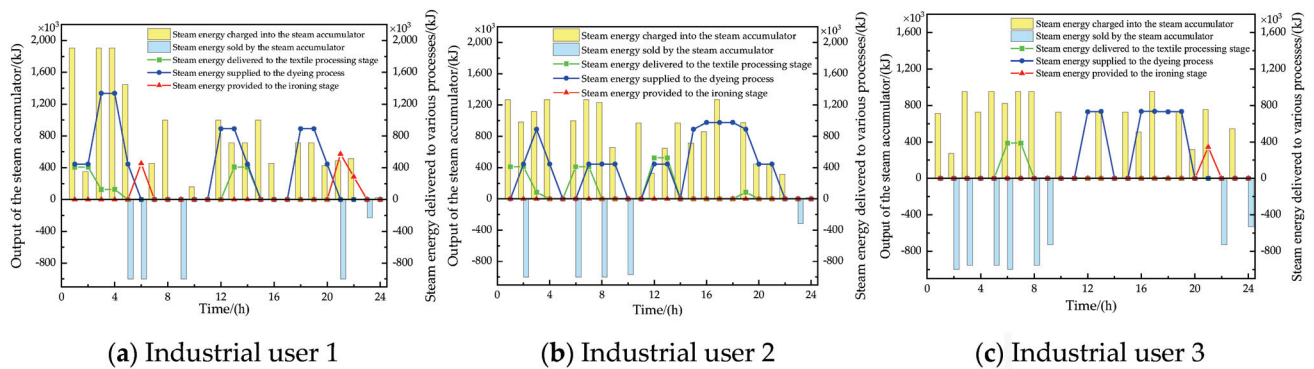 ×10³
×10³
2,000
1,600
1,200
800
400
0
-400
-800
2,000
1,600
1,200
800
400
0
-400
-800
Output of the steam accumulator/(kJ)
Steam energy delivered to various processes/(kJ)
Steam energy charged into the steam accumulator
Steam energy sold by the steam accumulator
Steam energy delivered to the textile processing stage
Steam energy supplied to the dyeing process
Steam energy provided to the ironing stage
0 4 8 12 16 20 24
Time/(h)
(a) Industrial user 1
×10³
×10³
2,000
1,600
1,200
800
400
0
-400
-800
2,000
1,600
1,200
800
400
0
-400
-800
Output of the steam accumulator/(kJ)
Steam energy delivered to various processes/(kJ)
Steam energy charged into the steam accumulator
Steam energy sold by the steam accumulator
Steam energy delivered to the textile processing stage
Steam energy supplied to the dyeing process
Steam energy provided to the ironing stage
0 4 8 12 16 20 24
Time/(h)
(b) Industrial user 2
×10³
×10³
1,600
1,200
800
400
0
-400
-800
1,600
1,200
800
400
0
-400
-800
Output of the steam accumulator/(kJ)
Steam energy delivered to various processes/(kJ)
Steam energy charged into the steam accumulator
Steam energy sold by the steam accumulator
Steam energy delivered to the textile processing stage
Steam energy supplied to the dyeing process
Steam energy provided to the ironing stage
0 4 8 12 16 20 24
Time/(h)
(c) Industrial user 3